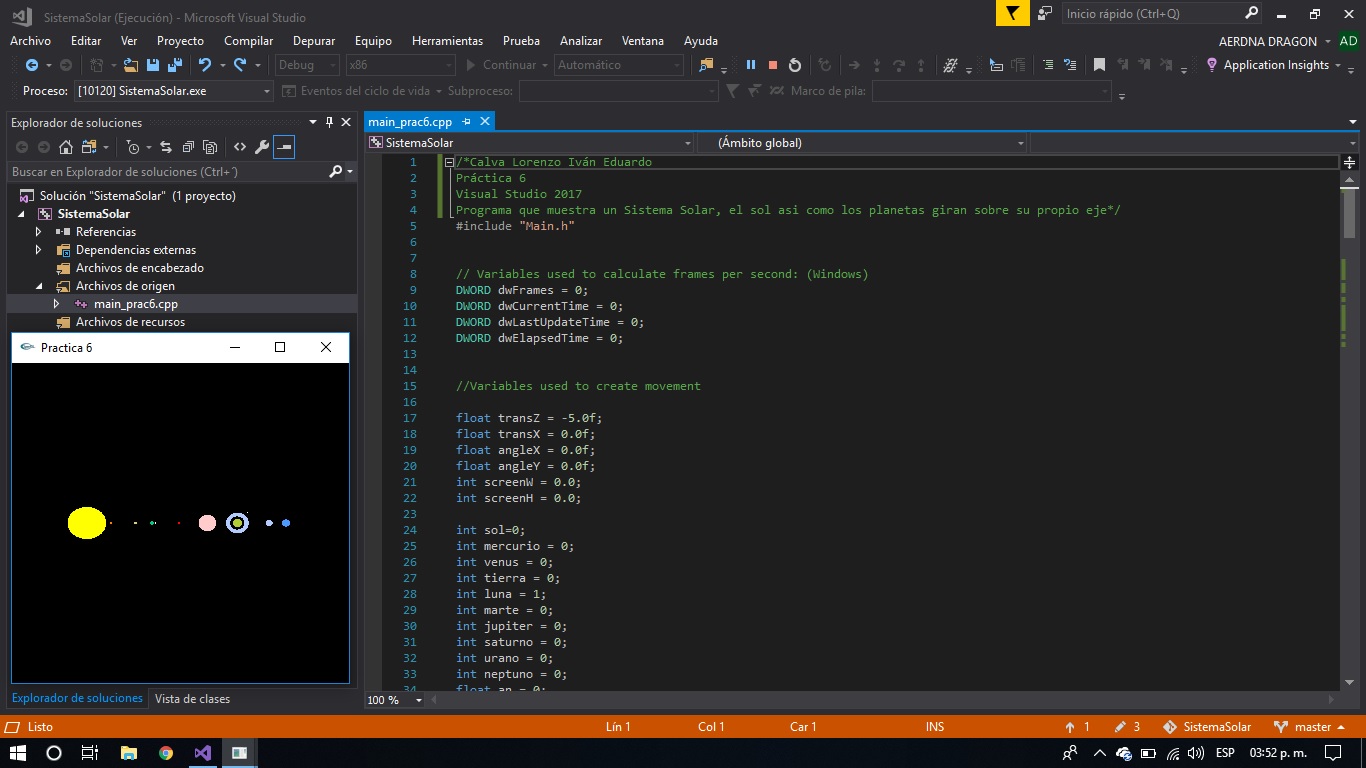 SistemaSolar (Ejecución) - Microsoft Visual Studio
Inicio rápido (Ctrl+Q)
Archivo Editar Ver Proyecto Compilar Depurar Equipo Herramientas Prueba Analizar Ventana Ayuda
AERDNA DRAGON AD
Debug x86 Continuar Automático Application Insights
Proceso: [10120] SistemaSolar.exe Eventos del ciclo de vida Subproceso: Marco de pila:
Explorador de soluciones
Buscar en Explorador de soluciones (Ctrl+´)
Solución "SistemaSolar" (1 proyecto)
SistemaSolar
Referencias
Dependencias externas
Archivos de encabezado
Archivos de origen
main_prac6.cpp
Archivos de recursos
Practica 6
Explorador de soluciones Vista de clases
main_prac6.cpp
SistemaSolar (Ámbito global)
1 /*Calva Lorenzo Iván Eduardo
2 Práctica 6
3 Visual Studio 2017
4 Programa que muestra un Sistema Solar, el sol asi como los planetas giran sobre su propio eje*/
5 #include "Main.h"
6
7
8 // Variables used to calculate frames per second: (Windows)
9 DWORD dwFrames = 0;
10 DWORD dwCurrentTime = 0;
11 DWORD dwLastUpdateTime = 0;
12 DWORD dwElapsedTime = 0;
13
14
15 //Variables used to create movement
16
17 float transZ = -5.0f;
18 float transX = 0.0f;
19 float angleX = 0.0f;
20 float angleY = 0.0f;
21 int screenW = 0.0;
22 int screenH = 0.0;
23
24 int sol=0;
25 int mercurio = 0;
26 int venus = 0;
27 int tierra = 0;
28 int luna = 1;
29 int marte = 0;
30 int jupiter = 0;
31 int saturno = 0;
32 int urano = 0;
33 int neptuno = 0;
34 float an = 0;
100 %
Listo Lín 1 Col 1 Car 1 INS 1 3 SistemaSolar master
ESP 03:52 p. m.